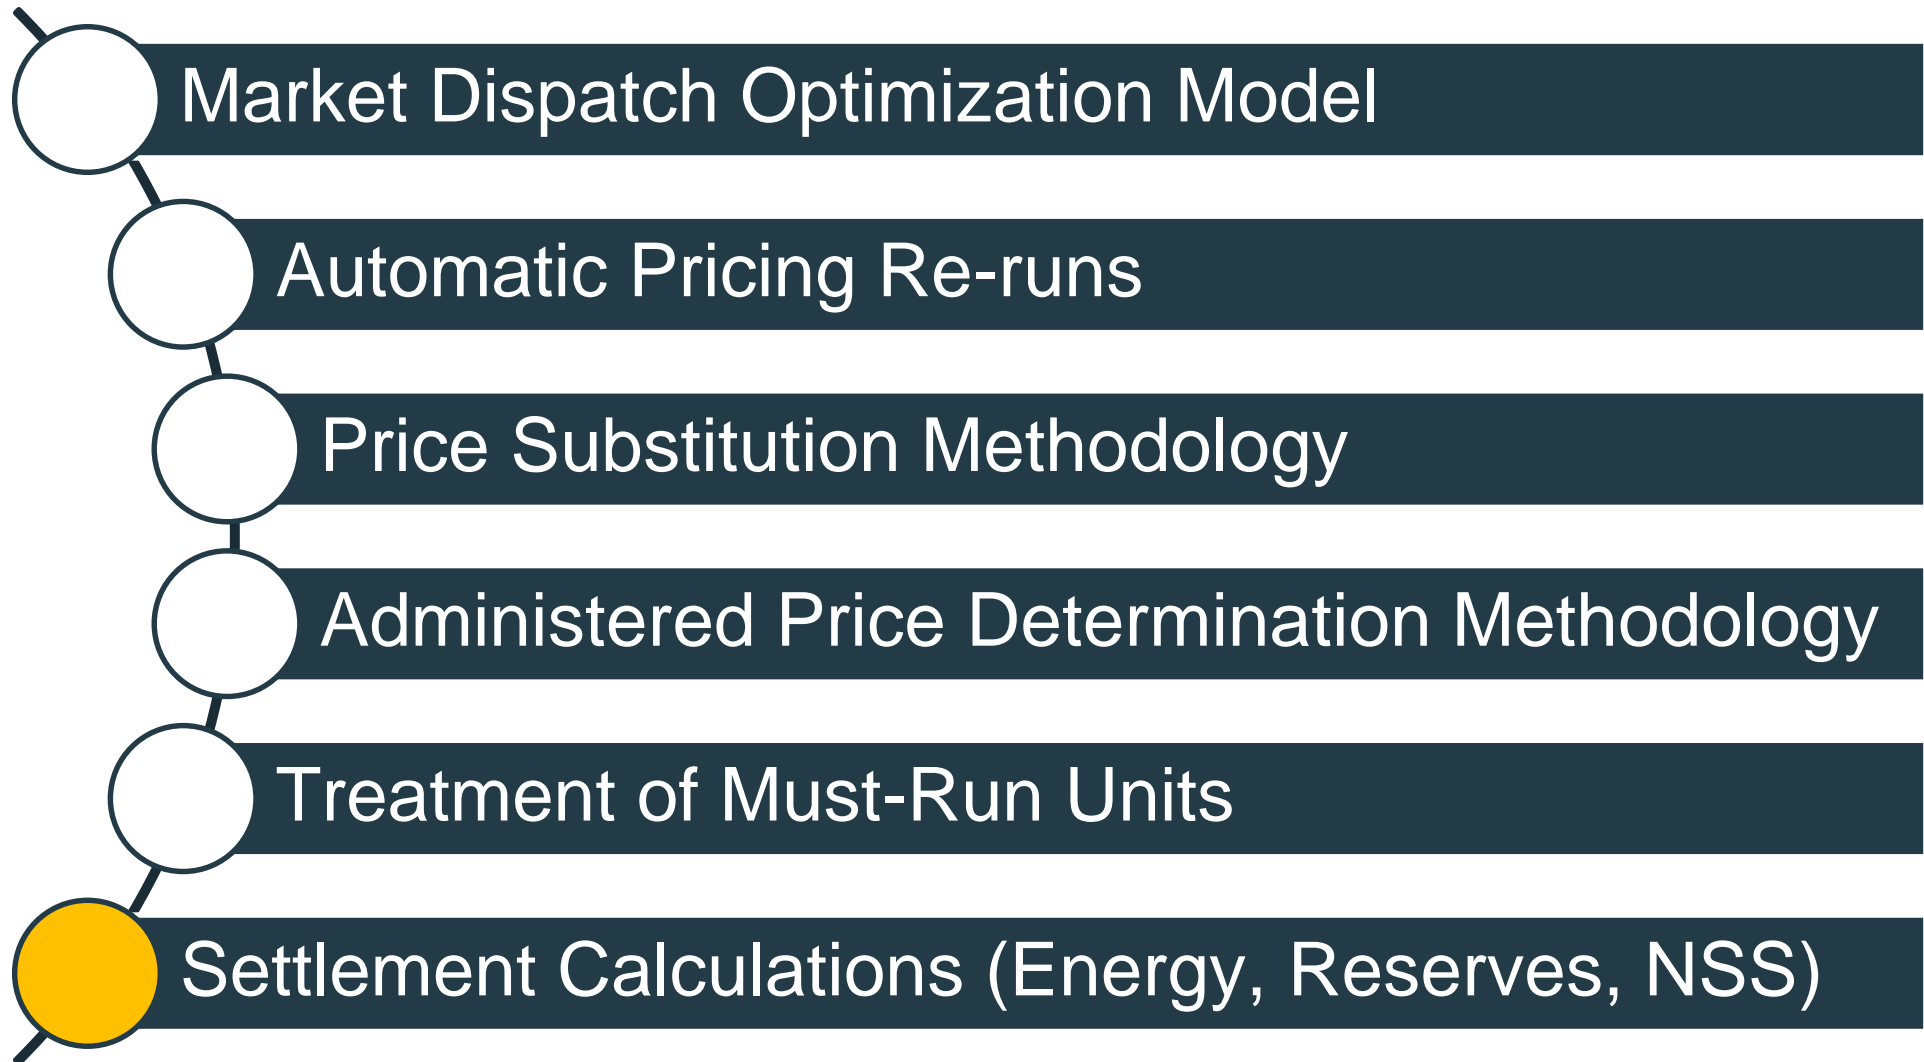 Market Dispatch Optimization Model
Automatic Pricing Re-runs
Price Substitution Methodology
Administered Price Determination Methodology
Treatment of Must-Run Units
Settlement Calculations (Energy, Reserves, NSS)